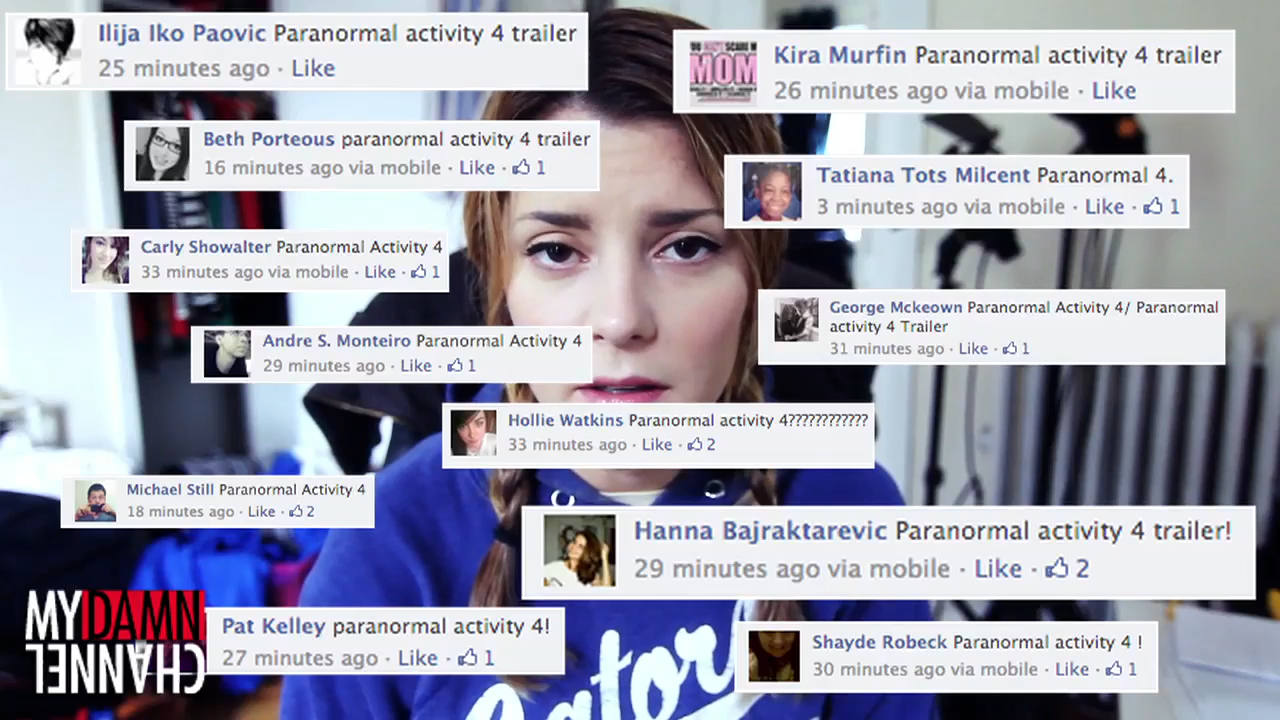 Ilija Iko Paovic Paranormal activity 4 trailer
25 minutes ago · Like
Kira Murfin Paranormal activity 4 trailer
26 minutes ago via mobile · Like
MOM
Beth Porteous paranormal activity 4 trailer
16 minutes ago via mobile · Like · 1
Tatiana Tots Milcent Paranormal 4.
3 minutes ago via mobile · Like · 1
Carly Showalter Paranormal Activity 4
33 minutes ago via mobile · Like · 1
George Mckeown Paranormal Activity 4/ Paranormal
activity 4 Trailer
31 minutes ago · Like · 1
Andre S. Monteiro Paranormal Activity 4
29 minutes ago · Like · 1
Hollie Watkins Paranormal activity 4????????????
33 minutes ago · Like · 2
Michael Still Paranormal Activity 4
18 minutes ago · Like · 2
Hanna Bajraktarevic Paranormal activity 4 trailer!
29 minutes ago via mobile · Like · 2
Pat Kelley paranormal activity 4!
27 minutes ago · Like · 1
Shayde Robeck Paranormal activity 4 !
30 minutes ago via mobile · Like · 1
MYDAMN
CHANNEL
Gator